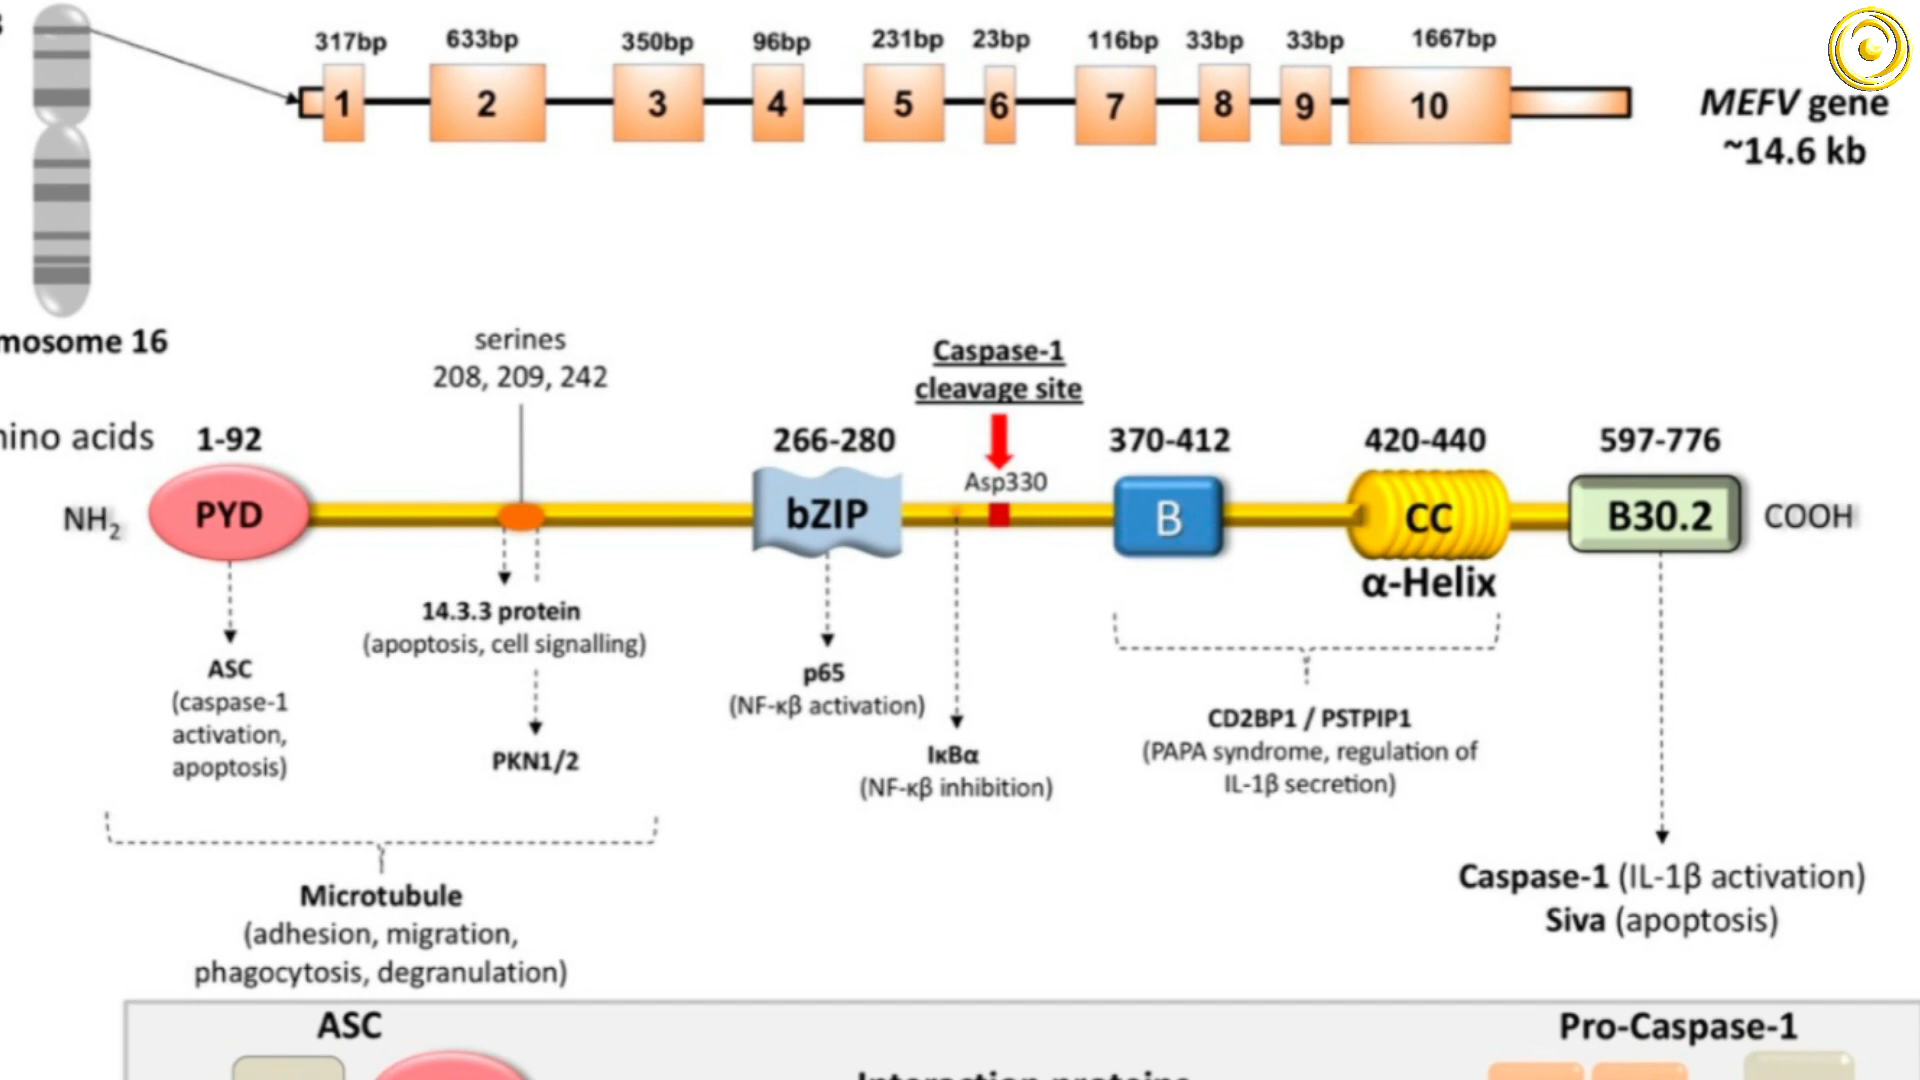 317bp 633bp 350bp 96bp 231bp 23bp 116bp 33bp 33bp 1667bp
1 2 3 4 5 6 7 8 9 10
MEFV gene
~14.6 kb
mosome 16
serines
208, 209, 242
Caspase-1
cleavage site
ino acids 1-92 266-280 370-412 420-440 597-776
Asp330
NH₂ PYD bZIP B CC B30.2 COOH
α-Helix
14.3.3 protein
(apoptosis, cell signalling)
PKN1/2
ASC
(caspase-1
activation,
apoptosis)
p65
(NF-κβ activation)
IκBα
(NF-κβ inhibition)
CD2BP1 / PSTPIP1
(PAPA syndrome, regulation of
IL-1β secretion)
Microtubule
(adhesion, migration,
phagocytosis, degranulation)
Caspase-1 (IL-1β activation)
Siva (apoptosis)
ASC
Pro-Caspase-1